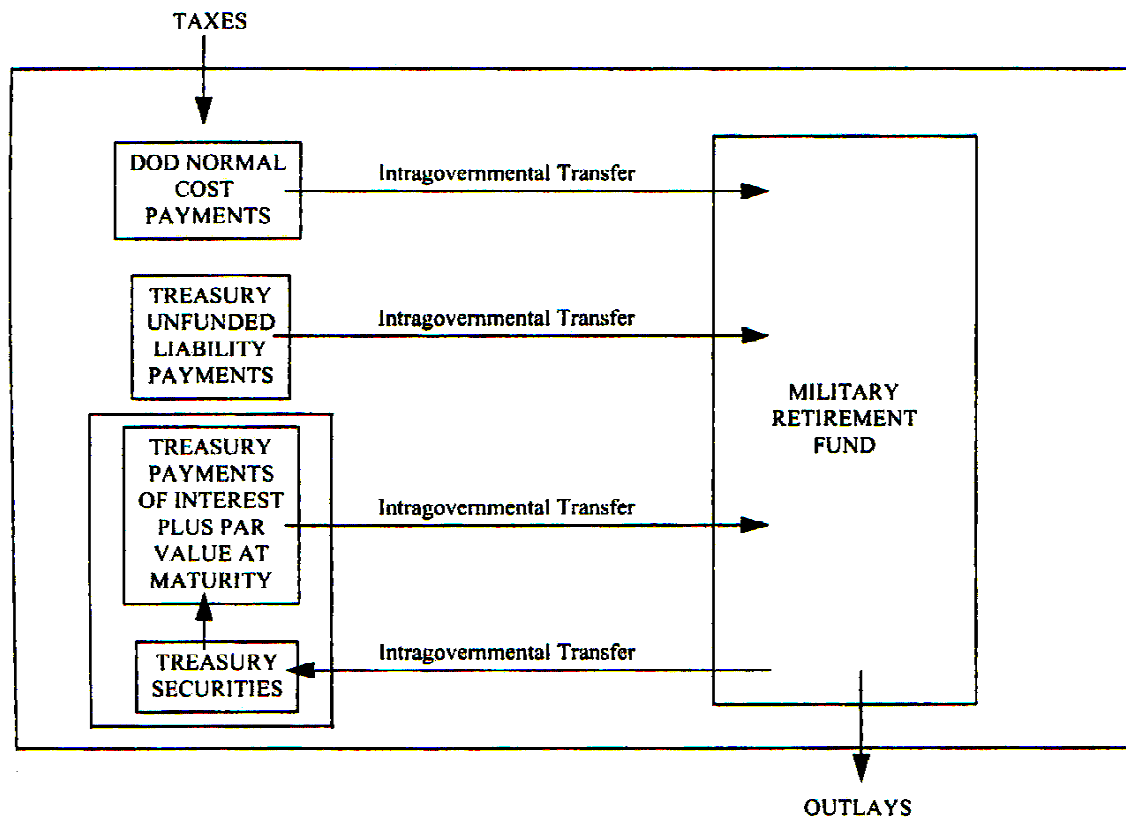 TAXES
DOD NORMAL
COST
PAYMENTS
Intragovernmental Transfer
TREASURY
UNFUNDED
LIABILITY
PAYMENTS
Intragovernmental Transfer
MILITARY
RETIREMENT
FUND
TREASURY
PAYMENTS
OF INTEREST
PLUS PAR
VALUE AT
MATURITY
Intragovernmental Transfer
TREASURY
SECURITIES
Intragovernmental Transfer
OUTLAYS